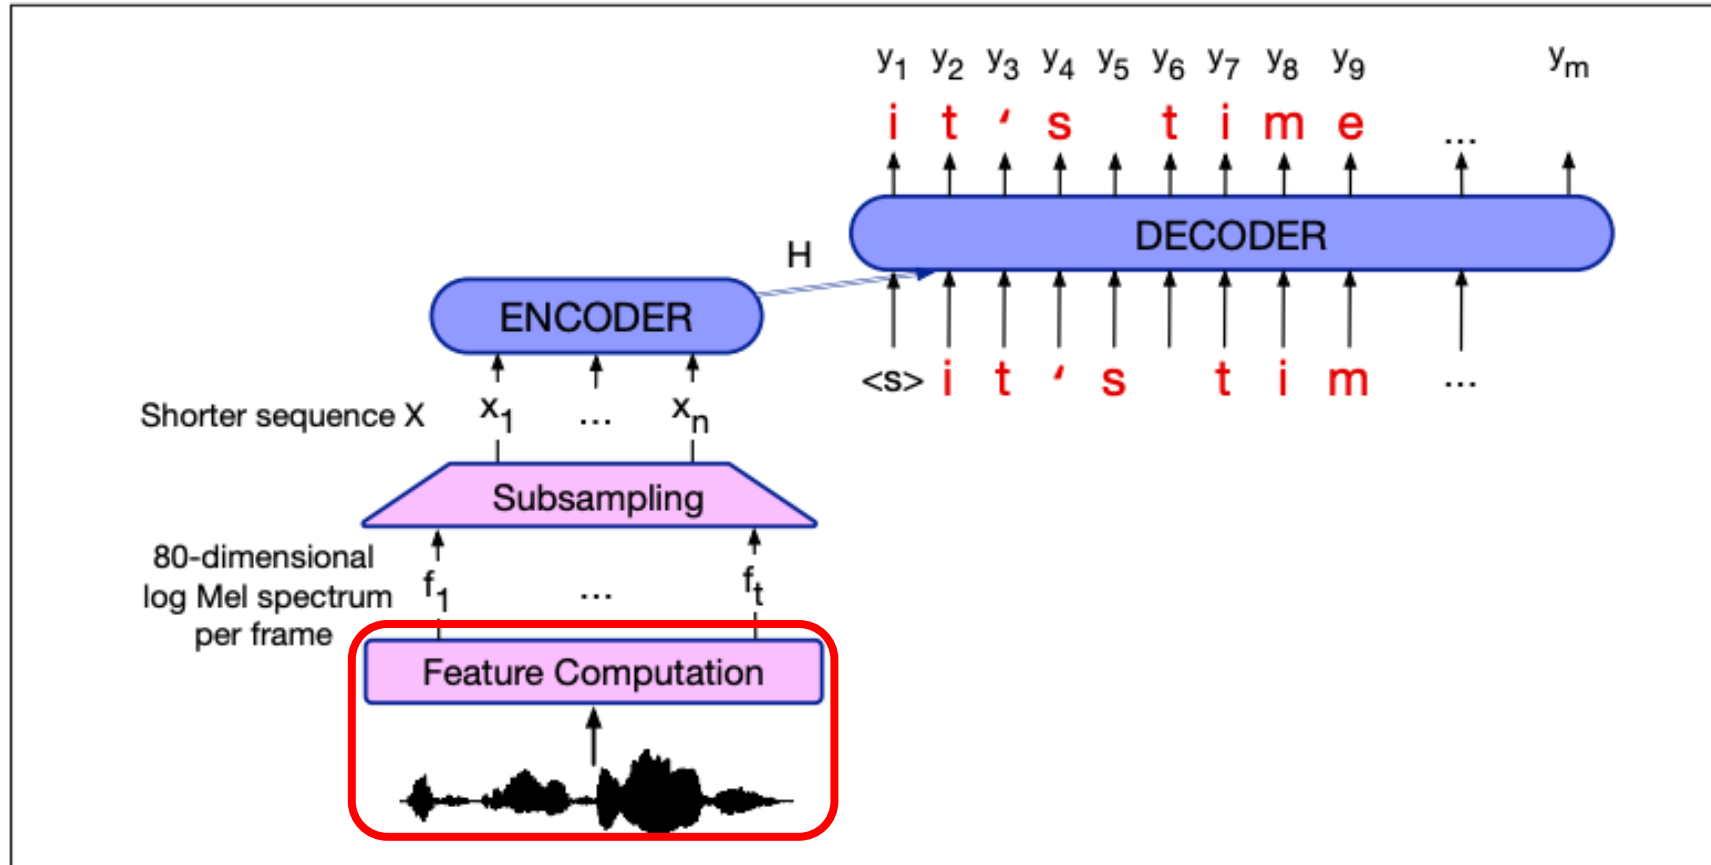 y1 y2 y3 y4 y5 y6 y7 y8 y9 ym
i t ‘ s t i m e ...
DECODER
H
ENCODER
<s> i t ‘ s t i m ...
Shorter sequence X x1 ... xn
Subsampling
80-dimensional
log Mel spectrum
per frame
f1 ... ft
Feature Computation